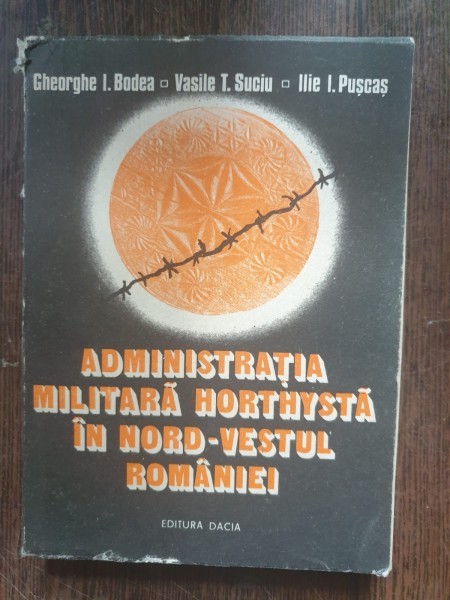 Gheorghe I. Bodea ▫ Vasile T. Suciu ▫ Ilie I. Pușcaș
ADMINISTRAȚIA
MILITARĂ HORTHYSTĂ
ÎN NORD-VESTUL
ROMÂNIEI
EDITURA DACIA